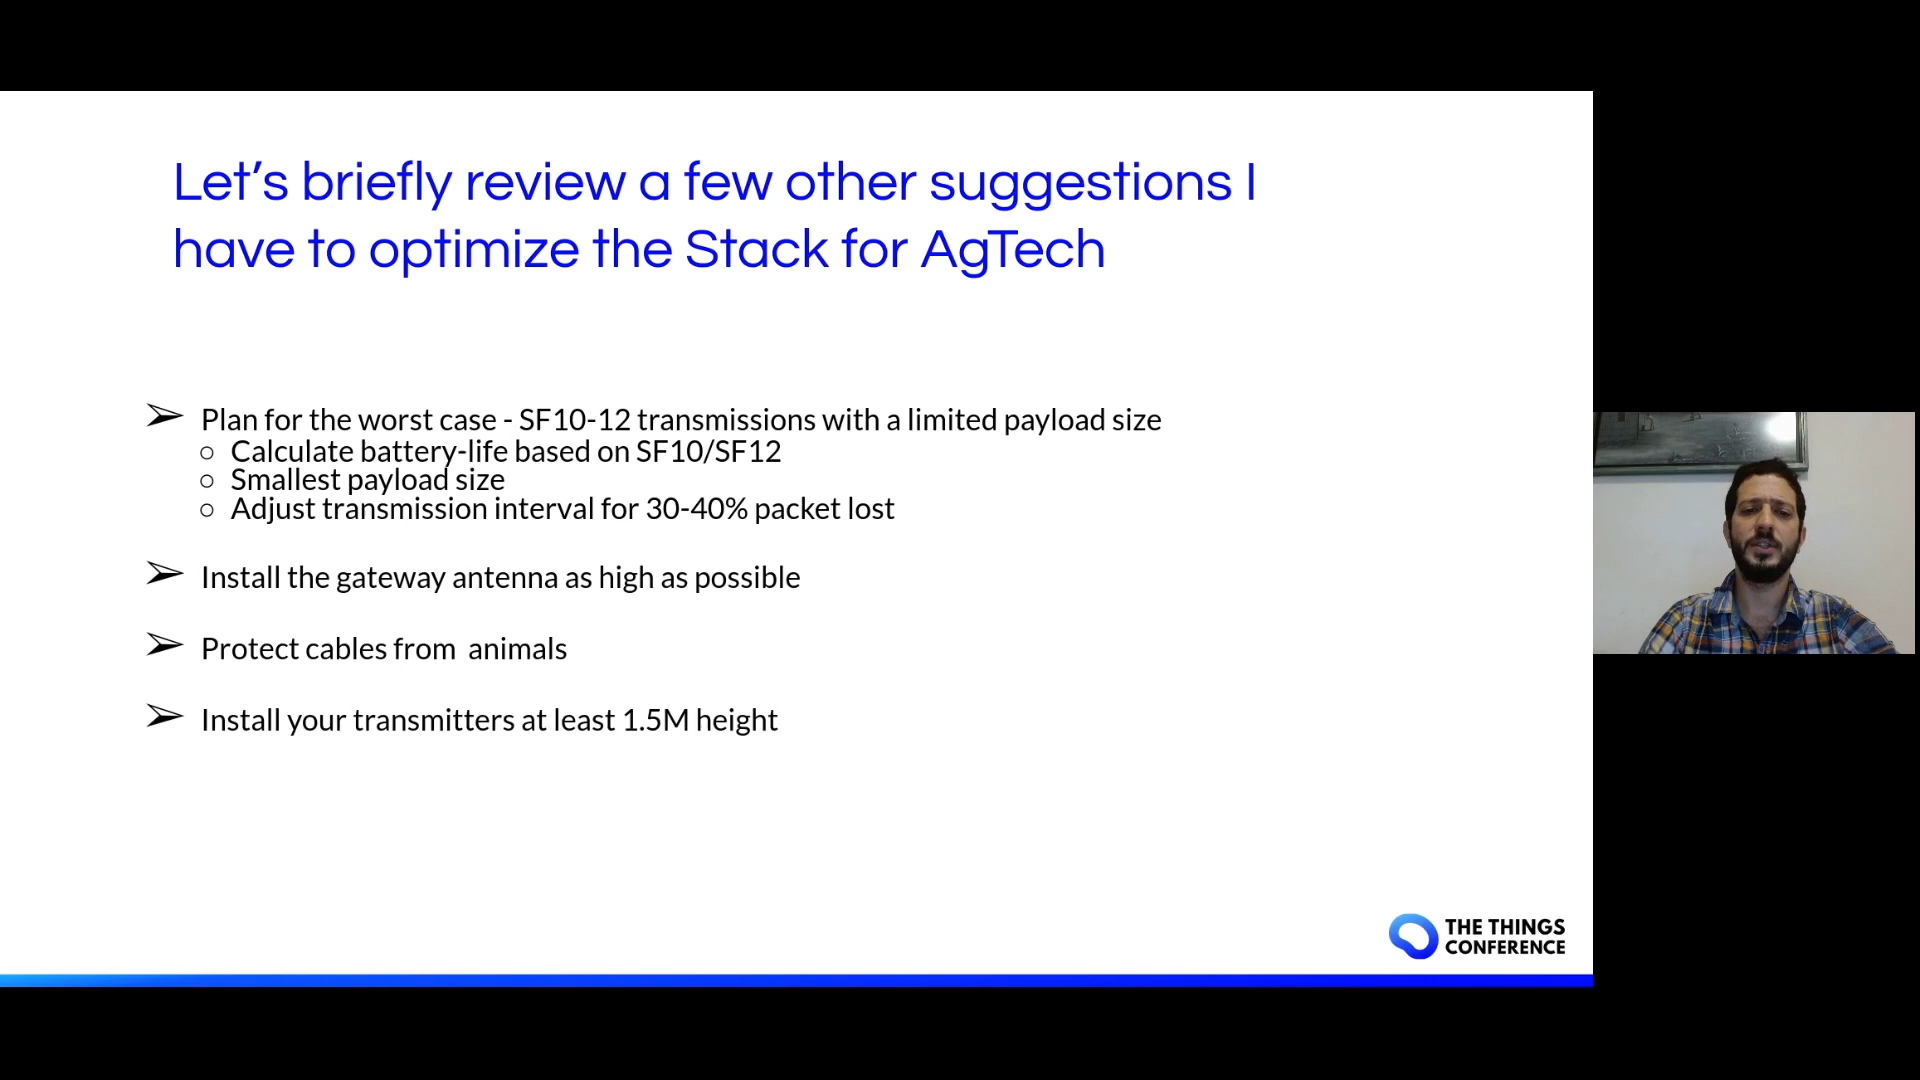 Let’s briefly review a few other suggestions I
have to optimize the Stack for AgTech
➢ Plan for the worst case - SF10-12 transmissions with a limited payload size
○ Calculate battery-life based on SF10/SF12
○ Smallest payload size
○ Adjust transmission interval for 30-40% packet lost
➢ Install the gateway antenna as high as possible
➢ Protect cables from  animals
➢ Install your transmitters at least 1.5M height
THE THINGS
CONFERENCE